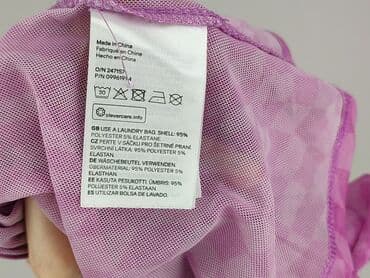 Made in China
Fabriqué en Chine
Hecho en China
O/N 247157
P/N 0996199
30
clevercare.info
GB USE A LAUNDRY BAG. SHELL: 95%
POLYESTER 5% ELASTANE
CZ PERTE V SÁČKU PRO ŠETRNÉ PRANÍ
SVRCHNÍ LÁTKA: 95% POLYESTER 5%
ELASTAN
DE WÄSCHEBEUTEL VERWENDEN.
OBERMATERIAL: 95% POLYESTER 5%
ELASTHAN
EE KASUTA PESUKOTTI. ÜMBRIS: 95%
POLÜESTER 5% ELASTAAN
ES UTILIZAR BOLSA DE LAVADO.